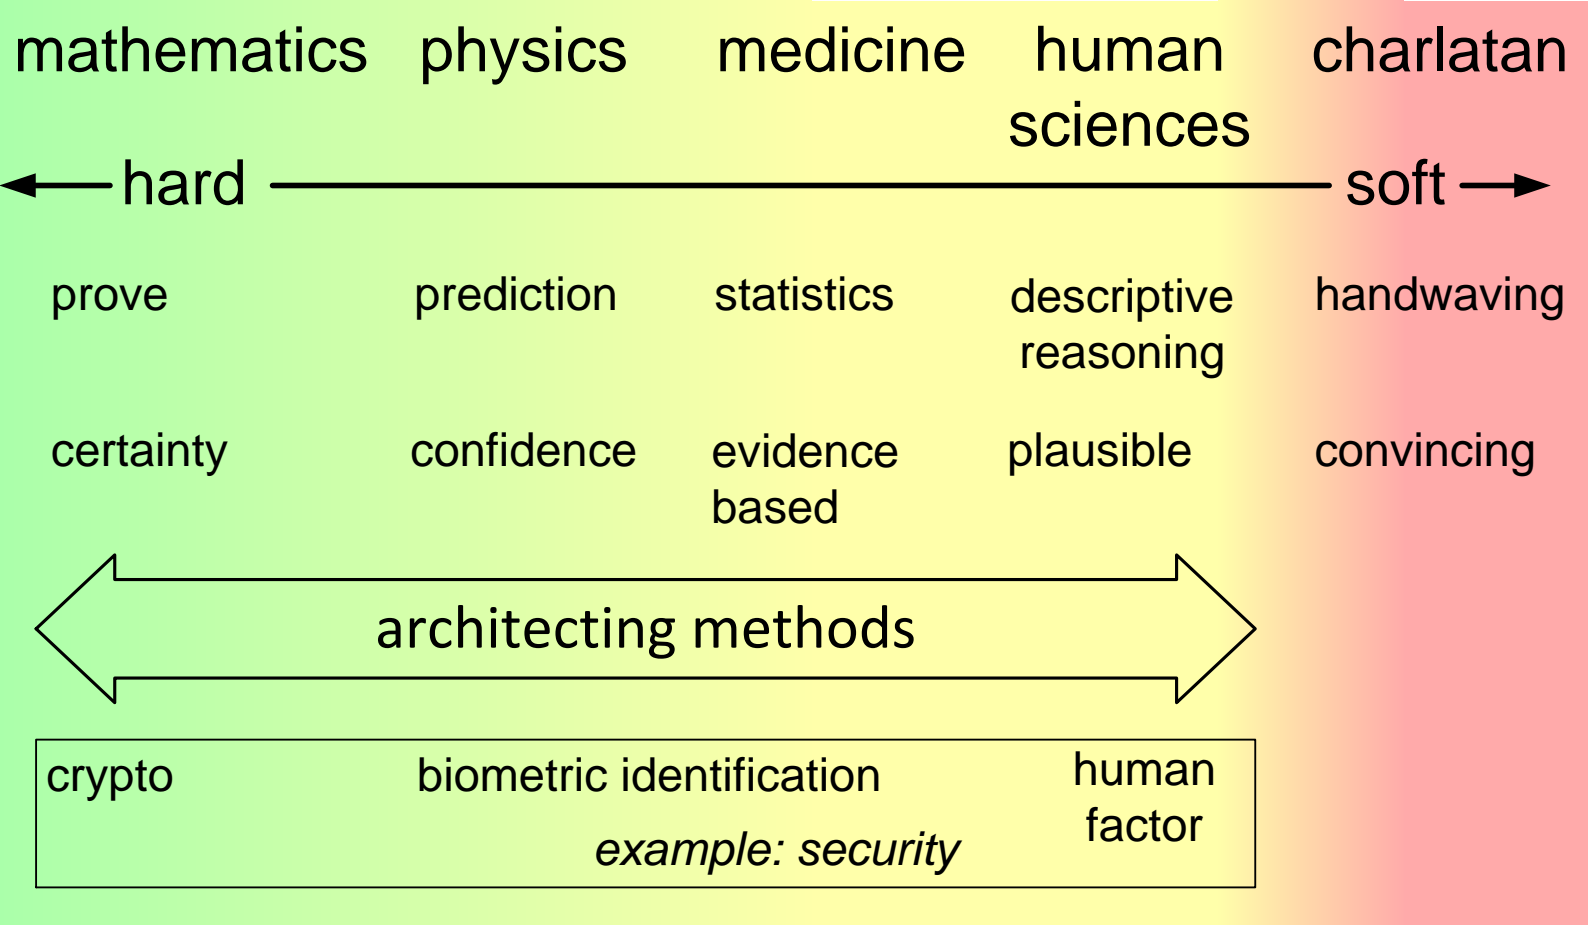 mathematics physics medicine human sciences charlatan
hard soft
prove prediction statistics descriptive reasoning handwaving
certainty confidence evidence based plausible convincing
architecting methods
crypto biometric identification human factor
example: security